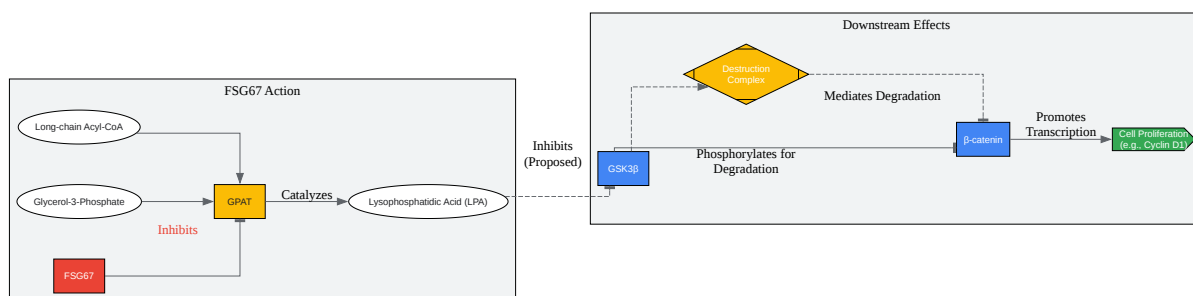 Downstream Effects
Destruction
Complex
FSG67 Action
Mediates Degradation
Long-chain Acyl-CoA
Inhibits
(Proposed)
Promotes
Transcription
β-catenin
Cell Proliferation
(e.g., Cyclin D1)
Phosphorylates for
Degradation
GSK3β
Glycerol-3-Phosphate
GPAT
Catalyzes
Lysophosphatidic Acid (LPA)
Inhibits
FSG67